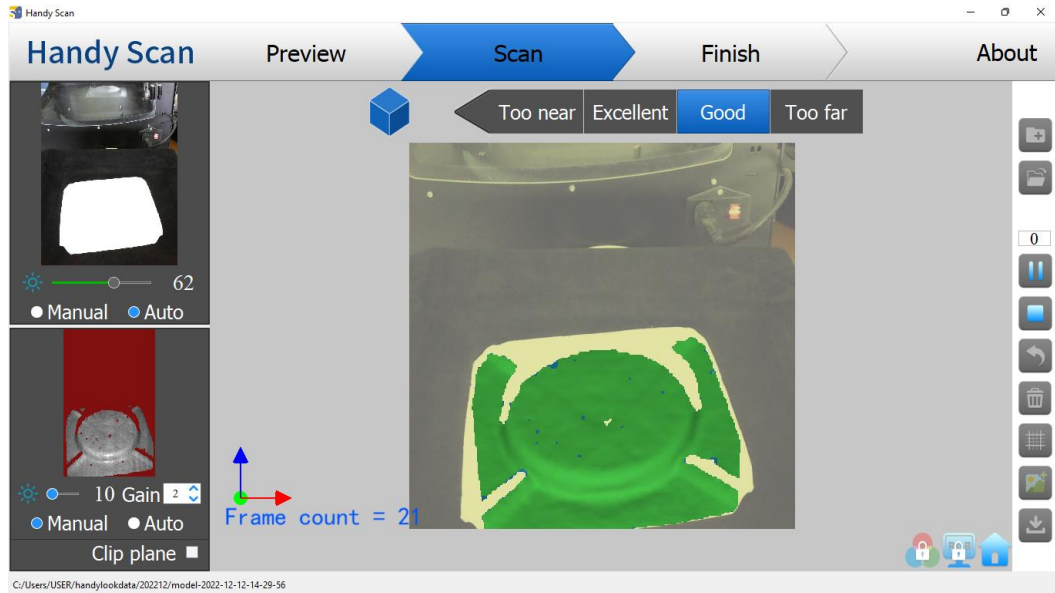 Handy Scan
Handy Scan Preview Scan Finish About
Too near Excellent Good Too far
62
Manual Auto
0
10 Gain 2
Manual Auto
Clip plane
Frame count = 21
C:/Users/USER/handylookdata/202212/model-2022-12-12-14-29-56